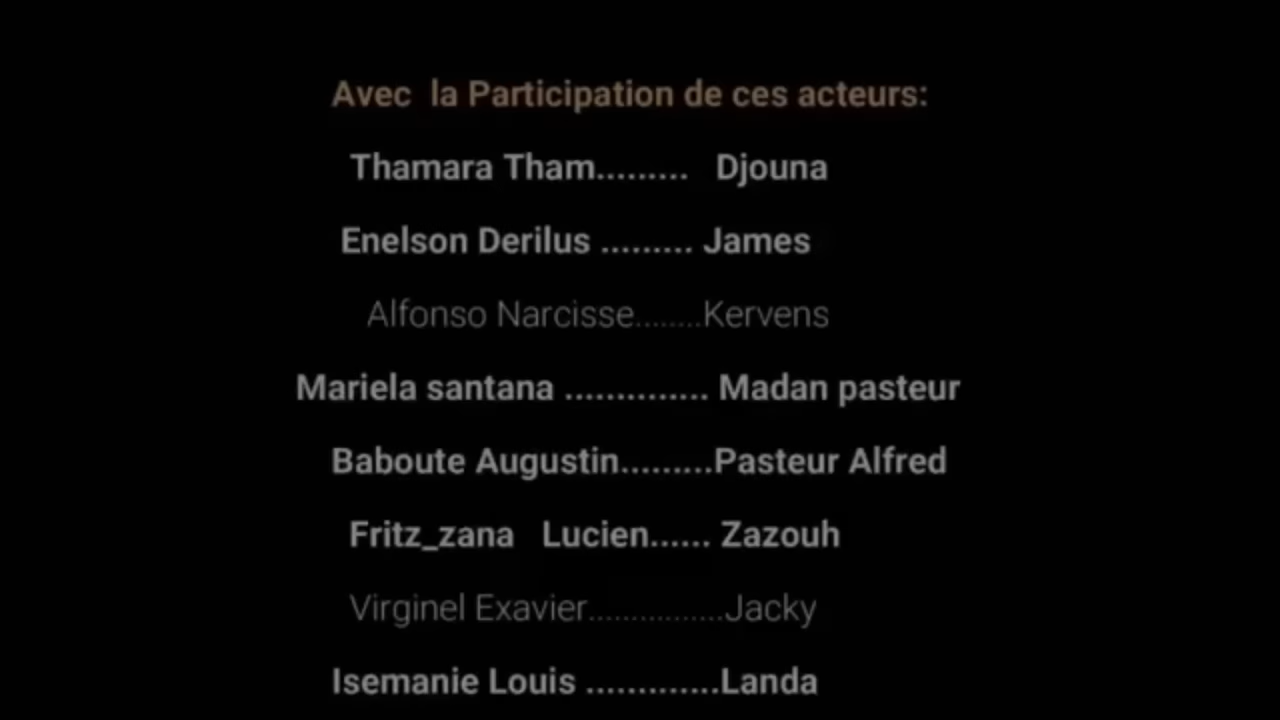 Avec la Participation de ces acteurs:
Thamara Tham......... Djouna
Enelson Derilus ......... James
Alfonso Narcisse........Kervens
Mariela santana .............. Madan pasteur
Baboute Augustin.........Pasteur Alfred
Fritz_zana Lucien...... Zazouh
Virginel Exavier................Jacky
Isemanie Louis .............Landa